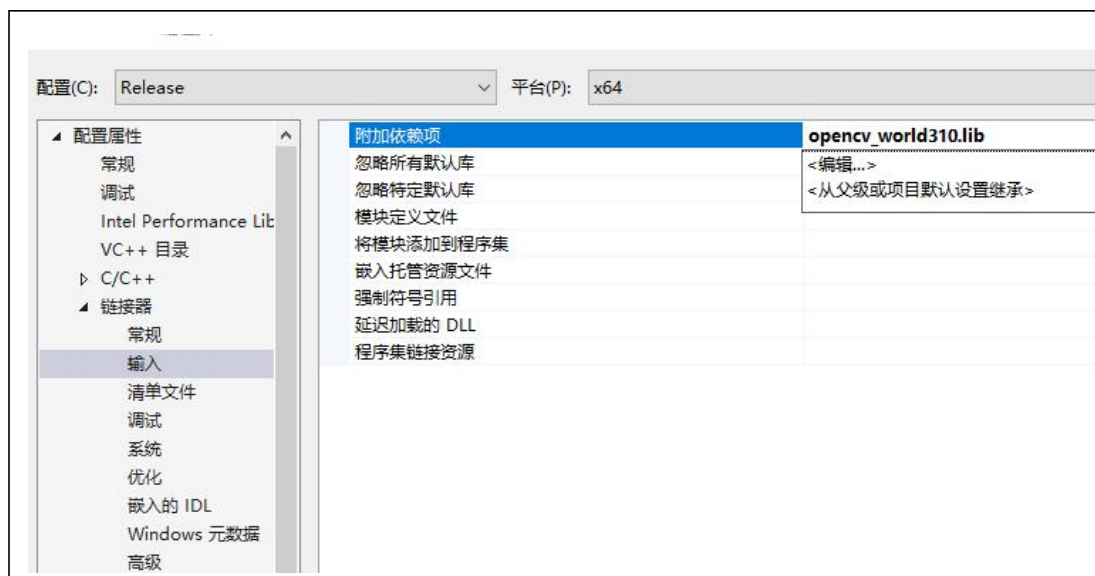 配置(C): Release 平台(P): x64
配置属性
常规
调试
Intel Performance Lib
VC++ 目录
C/C++
链接器
常规
输入
清单文件
调试
系统
优化
嵌入的 IDL
Windows 元数据
高级
附加依赖项 opencv_world310.lib
忽略所有默认库 <编辑...>
忽略特定默认库 <从父级或项目默认设置继承>
模块定义文件
将模块添加到程序集
嵌入托管资源文件
强制符号引用
延迟加载的 DLL
程序集链接资源